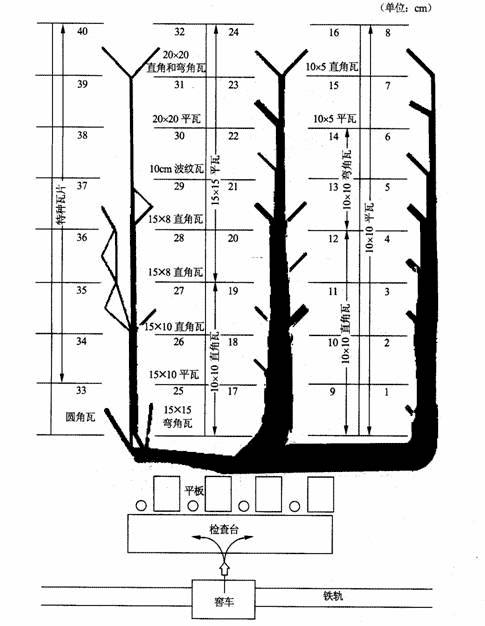 (单位：cm)
40 32 24 16 8
20×20
直角和弯角瓦
10×5 直角瓦
39 31 23 15 7
20×20 平瓦
10×5 平瓦
38 30 22 14 6
10cm 波纹瓦
37 29 21 13 5
15×8 直角瓦
36 28 20 12 4
15×8 直角瓦
35 27 19 11 3
15×10 直角瓦
34 26 18 10 2
15×10 平瓦
33 25 17 9 1
圆角瓦
15×15
弯角瓦
特种瓦片
15×15 平瓦
10×10 直角瓦
10×10 弯角瓦
10×10 直角瓦
10×10 平瓦
平板
检查台
窑车
铁轨